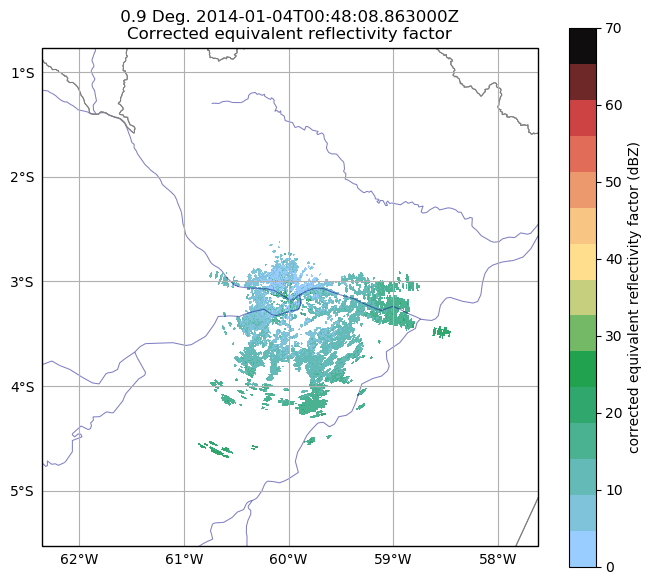 0.9 Deg. 2014-01-04T00:48:08.863000Z
Corrected equivalent reflectivity factor
1°S
2°S
3°S
4°S
5°S
62°W
61°W
60°W
59°W
58°W
70
60
50
40
30
20
10
0
corrected equivalent reflectivity factor (dBZ)